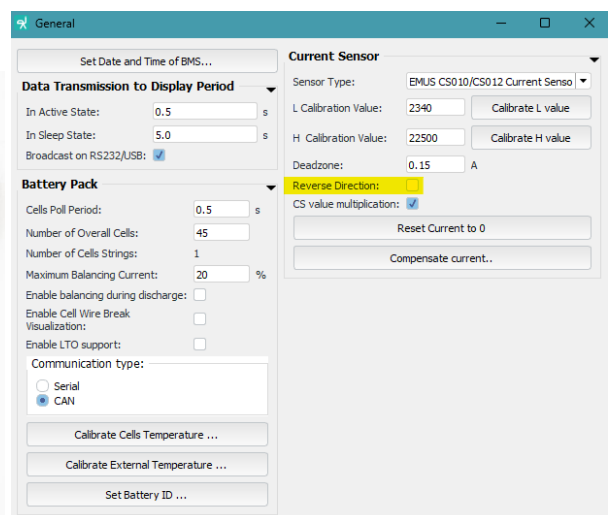 General
Set Date and Time of BMS...
Data Transmission to Display Period
In Active State: 0.5 s
In Sleep State: 5.0 s
Broadcast on RS232/USB:
Battery Pack
Cells Poll Period: 0.5 s
Number of Overall Cells: 45
Number of Cells Strings: 1
Maximum Balancing Current: 20 %
Enable balancing during discharge:
Enable Cell Wire Break
Visualization:
Enable LTO support:
Communication type:
Serial
CAN
Calibrate Cells Temperature ...
Calibrate External Temperature ...
Set Battery ID ...
Current Sensor
Sensor Type: EMUS CS010/CS012 Current Senso
L Calibration Value: 2340 Calibrate L value
H Calibration Value: 22500 Calibrate H value
Deadzone: 0.15 A
Reverse Direction:
CS value multiplication:
Reset Current to 0
Compensate current..